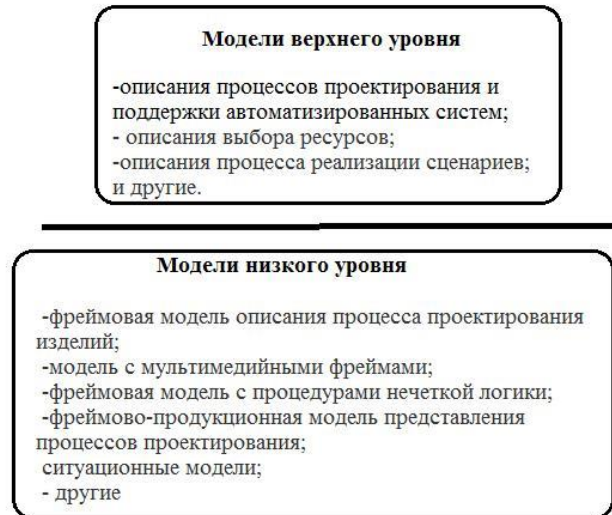 Модели верхнего уровня
-описания процессов проектирования и
поддержки автоматизированных систем;
- описания выбора ресурсов;
-описания процесса реализации сценариев;
и другие.
Модели низкого уровня
-фреймовая модель описания процесса проектирования
изделий;
-модель с мультимедийными фреймами;
-фреймовая модель с процедурами нечеткой логики;
-фреймово-продукционная модель представления
процессов проектирования;
ситуационные модели;
- другие